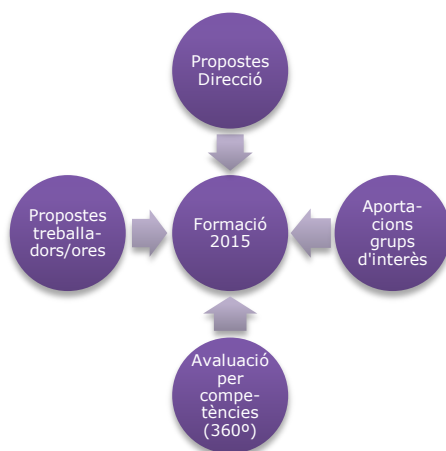 Propostes
Direcció
Propostes
treballa-
dors/ores
Formació
2015
Aporta-
cions
grups
d'interès
Avaluació
per
compe-
tències
(360º)